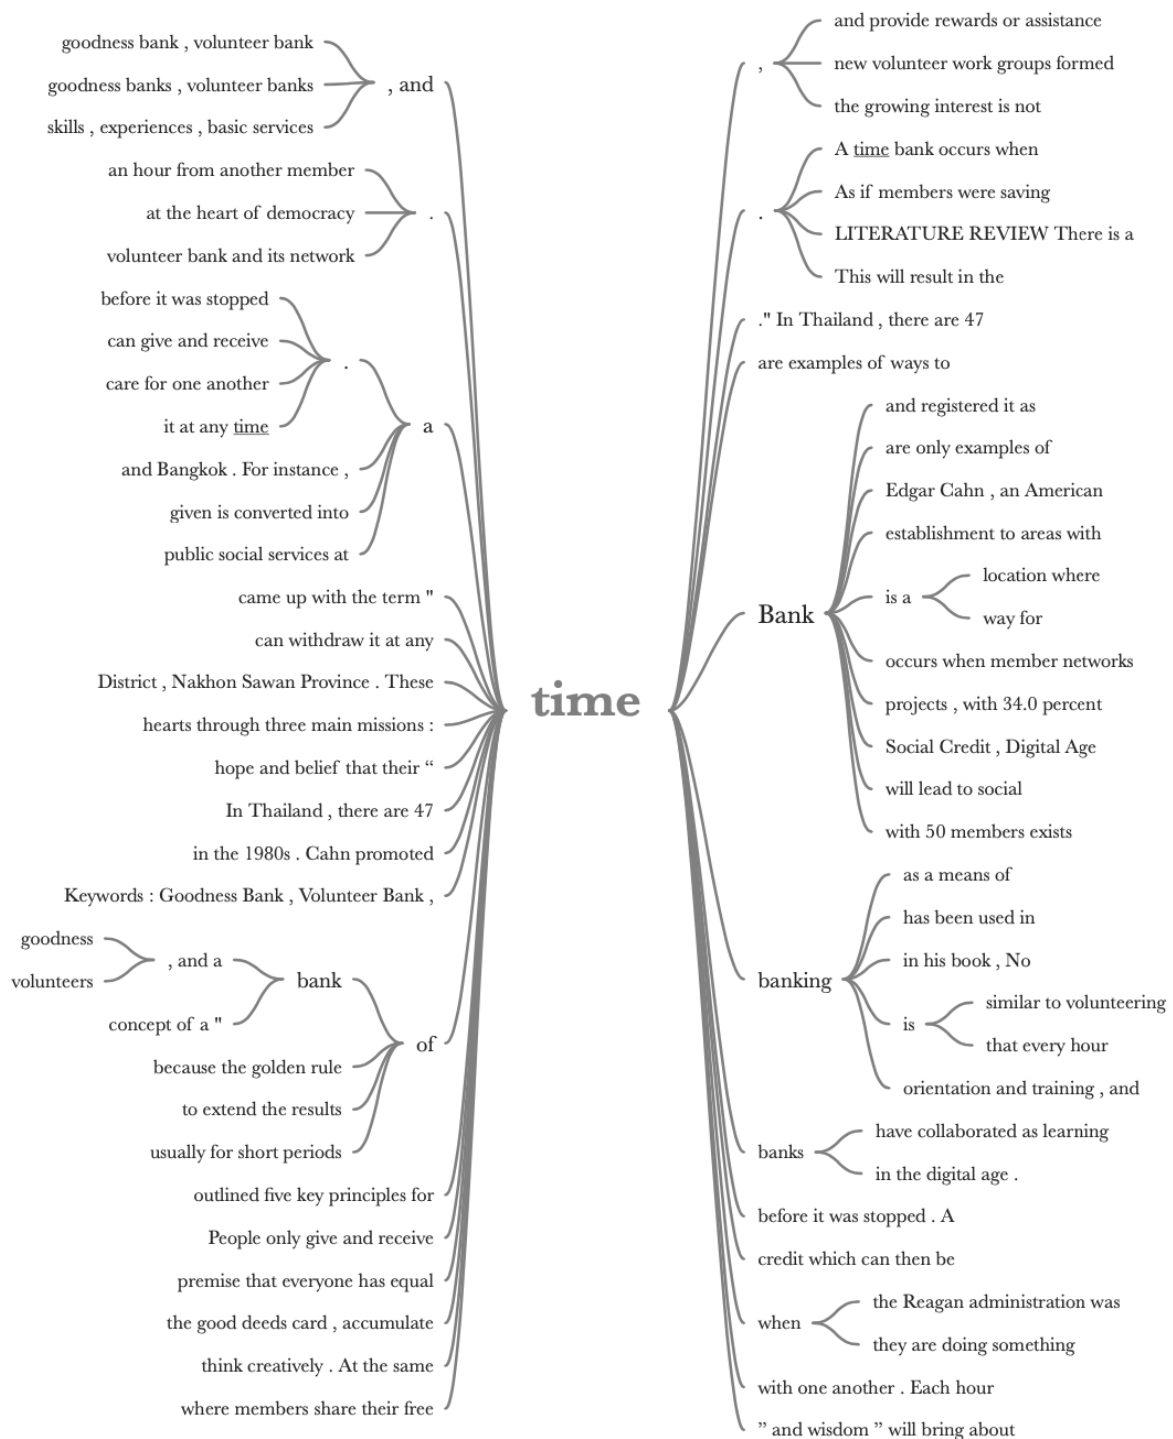 goodness bank , volunteer bank
goodness banks , volunteer banks
skills , experiences , basic services
, and
an hour from another member
at the heart of democracy
volunteer bank and its network
.
before it was stopped
can give and receive
care for one another
it at any time
.
and Bangkok . For instance ,
given is converted into
public social services at
a
came up with the term "
can withdraw it at any
District , Nakhon Sawan Province . These
hearts through three main missions :
hope and belief that their “
In Thailand , there are 47
in the 1980s . Cahn promoted
Keywords : Goodness Bank , Volunteer Bank ,
goodness
volunteers
, and a
concept of a "
bank
because the golden rule
to extend the results
usually for short periods
of
outlined five key principles for
People only give and receive
premise that everyone has equal
the good deeds card , accumulate
think creatively . At the same
where members share their free
time
,
and provide rewards or assistance
new volunteer work groups formed
the growing interest is not
.
A time bank occurs when
As if members were saving
LITERATURE REVIEW There is a
This will result in the
." In Thailand , there are 47
are examples of ways to
Bank
and registered it as
are only examples of
Edgar Cahn , an American
establishment to areas with
is a
location where
way for
occurs when member networks
projects , with 34.0 percent
Social Credit , Digital Age
will lead to social
with 50 members exists
banking
as a means of
has been used in
in his book , No
is
similar to volunteering
that every hour
orientation and training , and
banks
have collaborated as learning
in the digital age .
before it was stopped . A
credit which can then be
when
the Reagan administration was
they are doing something
with one another . Each hour
” and wisdom ” will bring about